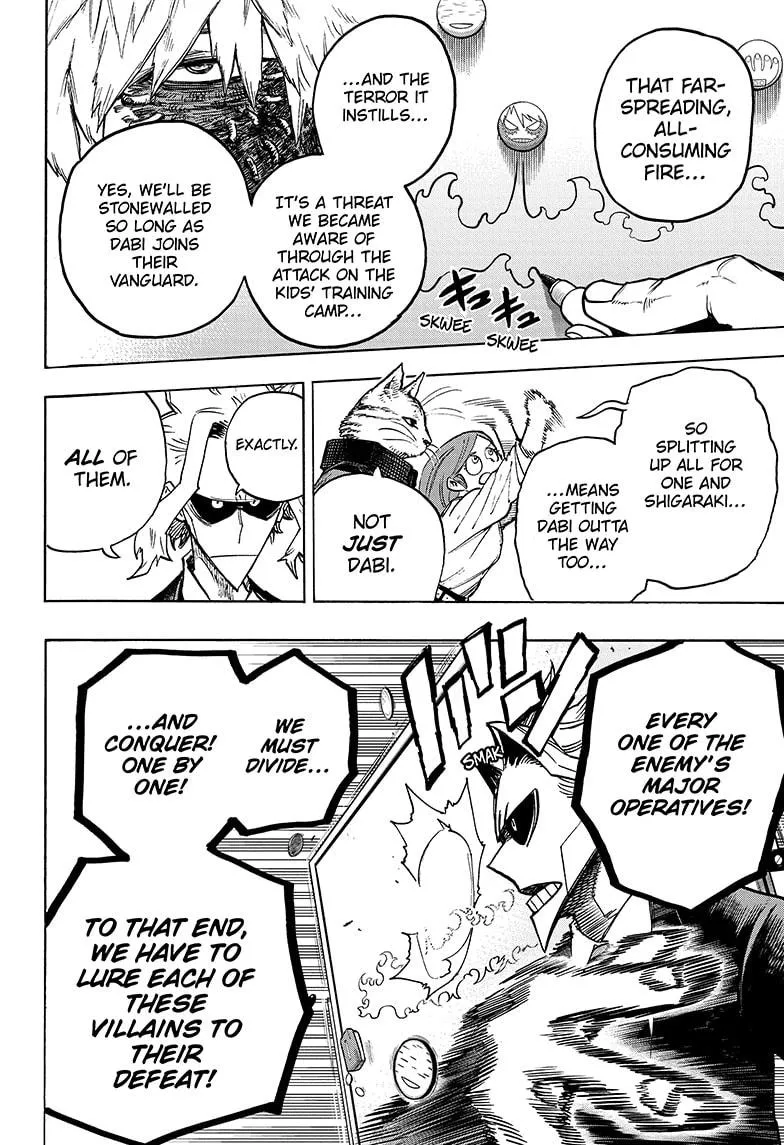 THAT FAR-
SPREADING,
ALL-
CONSUMING
FIRE...
...AND THE
TERROR IT
INSTILLS...
IT'S A THREAT
WE BECAME
AWARE OF
THROUGH THE
ATTACK ON THE
KIDS' TRAINING
CAMP...
YES, WE'LL BE
STONEWALLED
SO LONG AS
DABI JOINS
THEIR
VANGUARD.
キュ
キュ
SKWEE
SKWEE
SO
SPLITTING
UP ALL FOR
ONE AND
SHIGARAKI...
...MEANS
GETTING
DABI OUTTA
THE WAY
TOO...
NOT
JUST
DABI.
EXACTLY.
ALL OF
THEM.
EVERY
ONE OF THE
ENEMY'S
MAJOR
OPERATIVES!
SMAK
WE
MUST
DIVIDE...
...AND
CONQUER!
ONE BY
ONE!
TO THAT END,
WE HAVE TO
LURE EACH OF
THESE
VILLAINS TO
THEIR
DEFEAT!